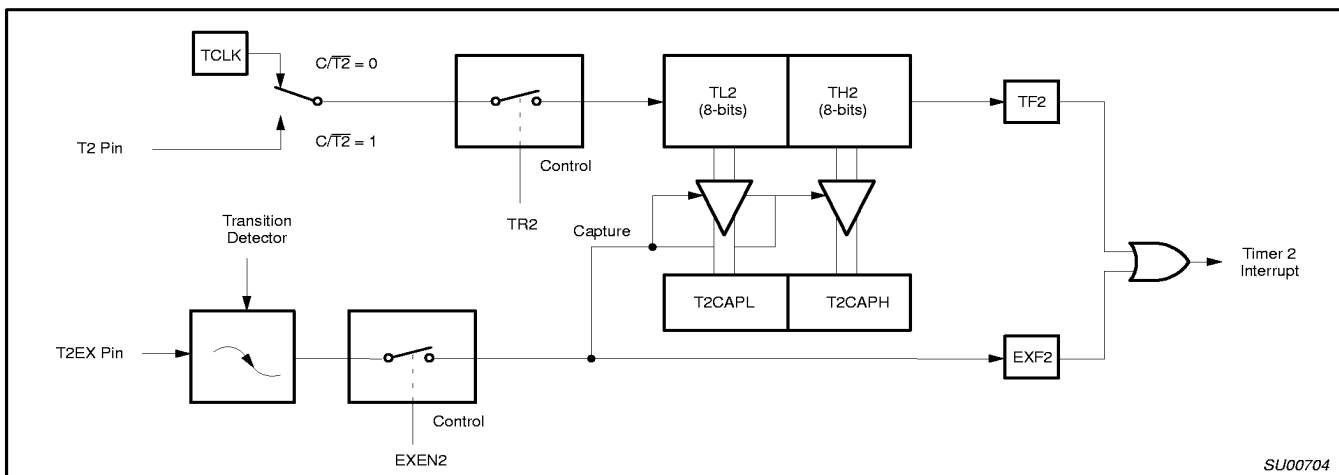 TCLK
C/T2 = 0
C/T2 = 1
T2 Pin
Control
TR2
TL2
(8-bits)
TH2
(8-bits)
TF2
Transition
Detector
Capture
T2CAPL
T2CAPH
Timer 2
Interrupt
T2EX Pin
Control
EXEN2
EXF2
SU00704